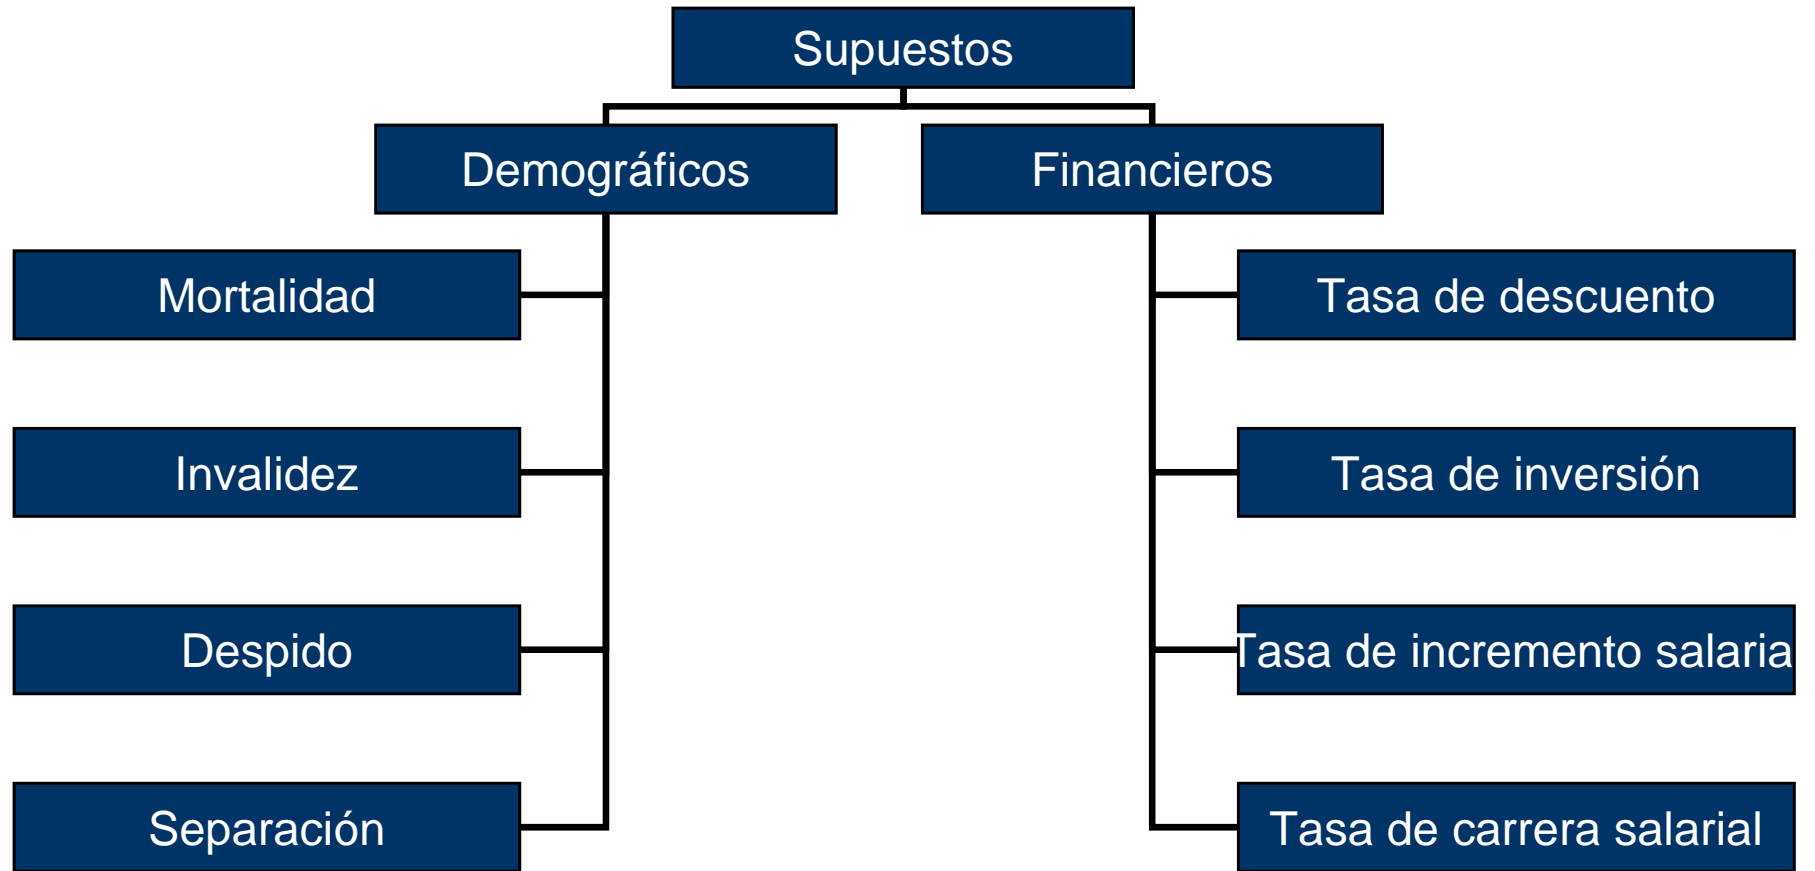 Supuestos
Demográficos
Financieros
Mortalidad
Tasa de descuento
Invalidez
Tasa de inversión
Despido
Tasa de incremento salaria
Separación
Tasa de carrera salarial